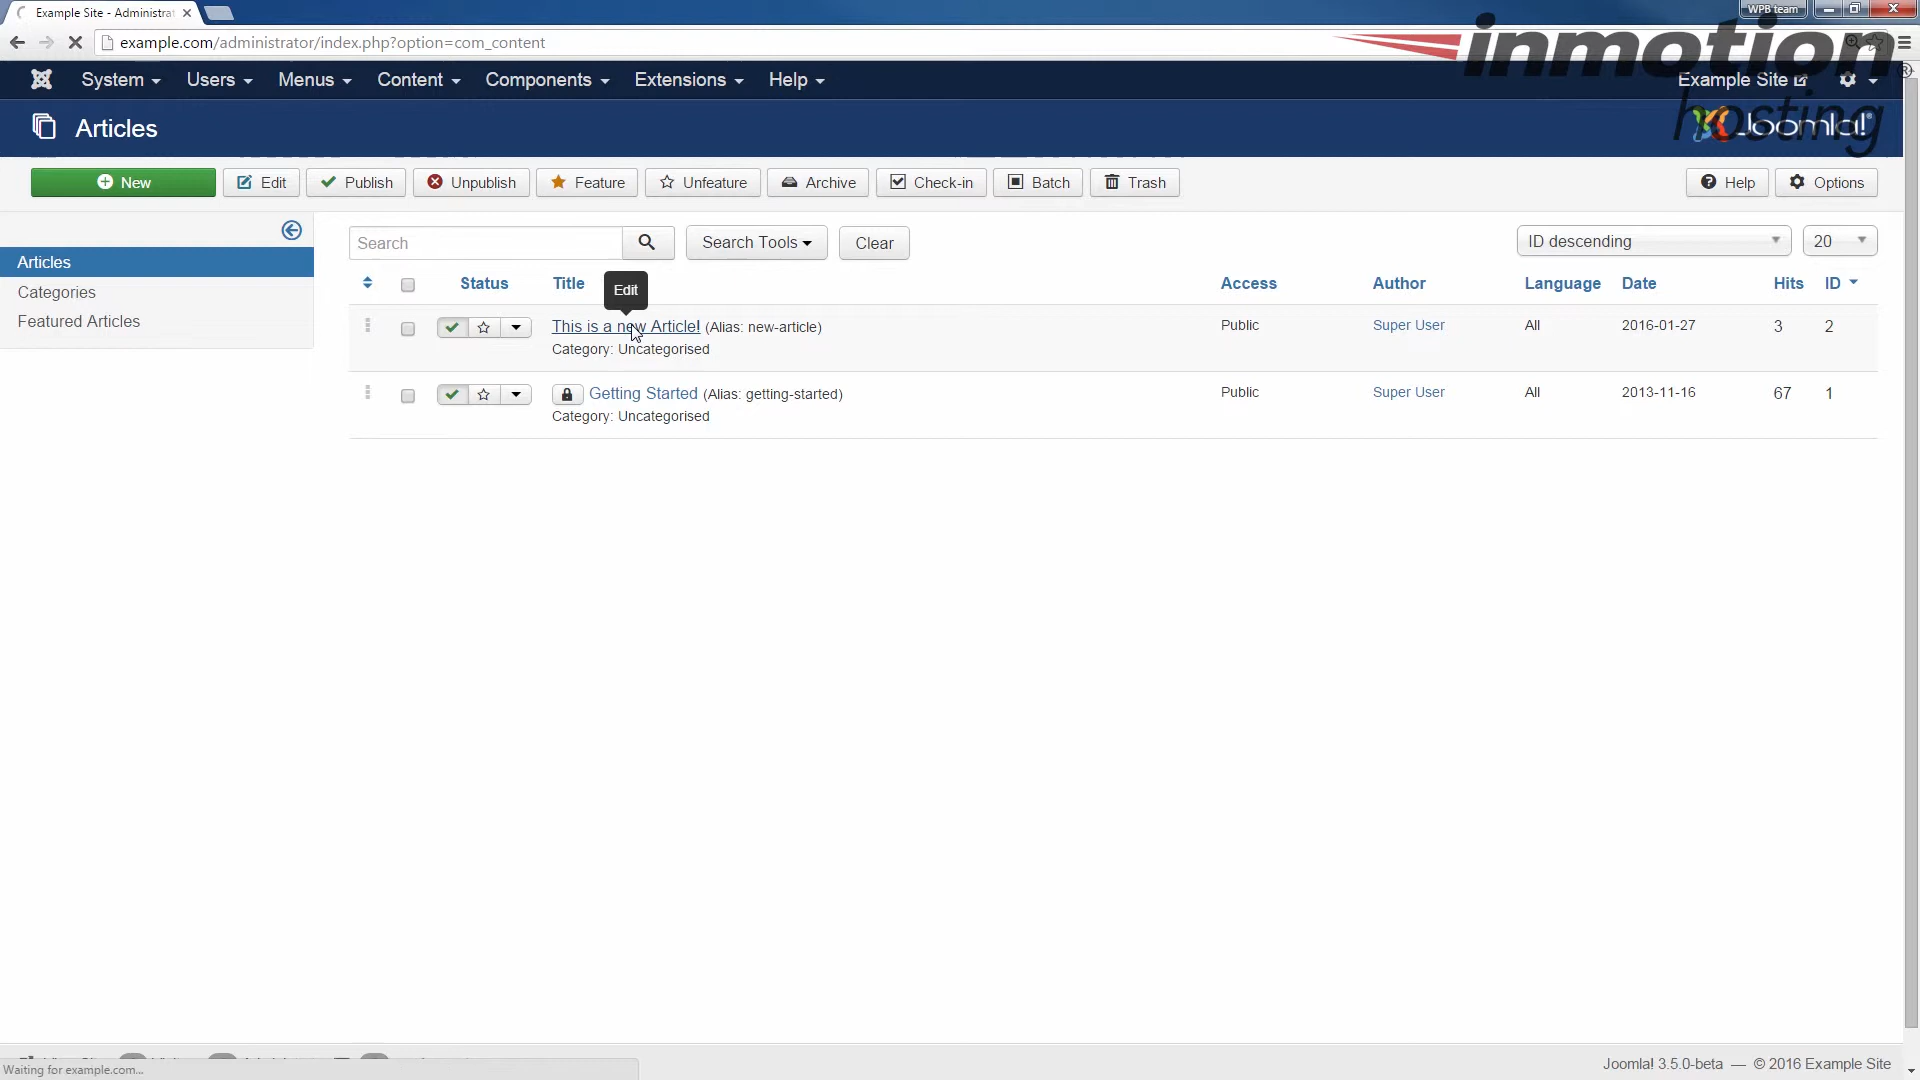 Example Site - Administra
WPB team
example.com/administrator/index.php?option=com_content
inmotion
hosting
®
System Users Menus Content Components Extensions Help Example Site
Articles Joomla!®
New Edit Publish Unpublish Feature Unfeature Archive Check-in Batch Trash Help Options
Search Search Tools Clear ID descending 20
Articles
Categories
Featured Articles
Status Title Access Author Language Date Hits ID
Edit
This is a new Article! (Alias: new-article) Public Super User All 2016-01-27 3 2
Category: Uncategorised
Getting Started (Alias: getting-started) Public Super User All 2013-11-16 67 1
Category: Uncategorised
Waiting for example.com...
Joomla! 3.5.0-beta — © 2016 Example Site